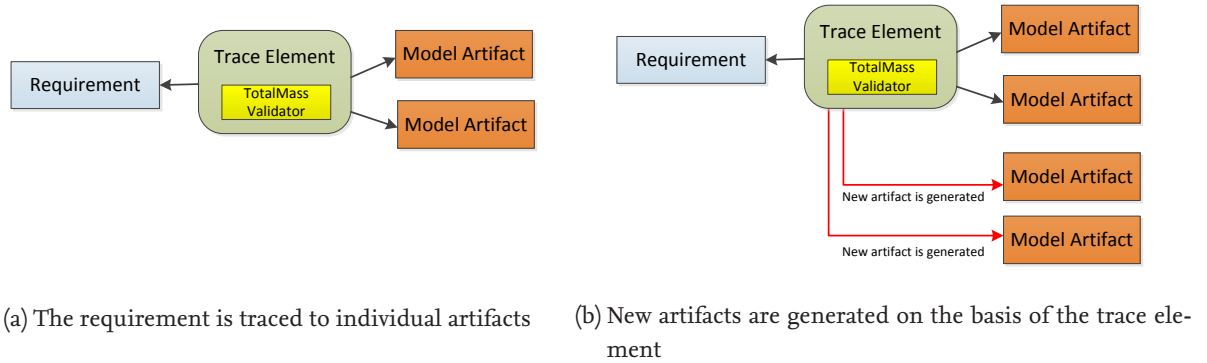 Requirement
Trace Element
TotalMass
Validator
Model Artifact
Model Artifact
(a) The requirement is traced to individual artifacts
Requirement
Trace Element
TotalMass
Validator
Model Artifact
Model Artifact
Model Artifact
New artifact is generated
Model Artifact
New artifact is generated
(b) New artifacts are generated on the basis of the trace ele-
ment